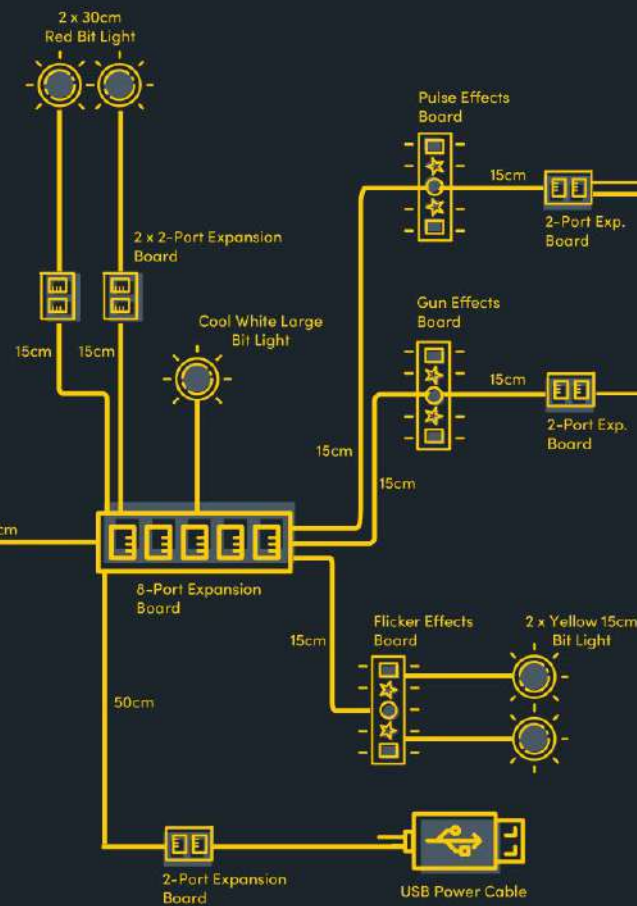 2 x 30cm
Red Bit Light
Pulse Effects
Board
15cm
2-Port Exp.
Board
2 x 2-Port Expansion
Board
Cool White Large
Bit Light
Gun Effects
Board
15cm
15cm
15cm
2-Port Exp.
Board
15cm
15cm
cm
8-Port Expansion
Board
15cm
Flicker Effects
Board
2 x Yellow 15cm
Bit Light
50cm
2-Port Expansion
Board
USB Power Cable